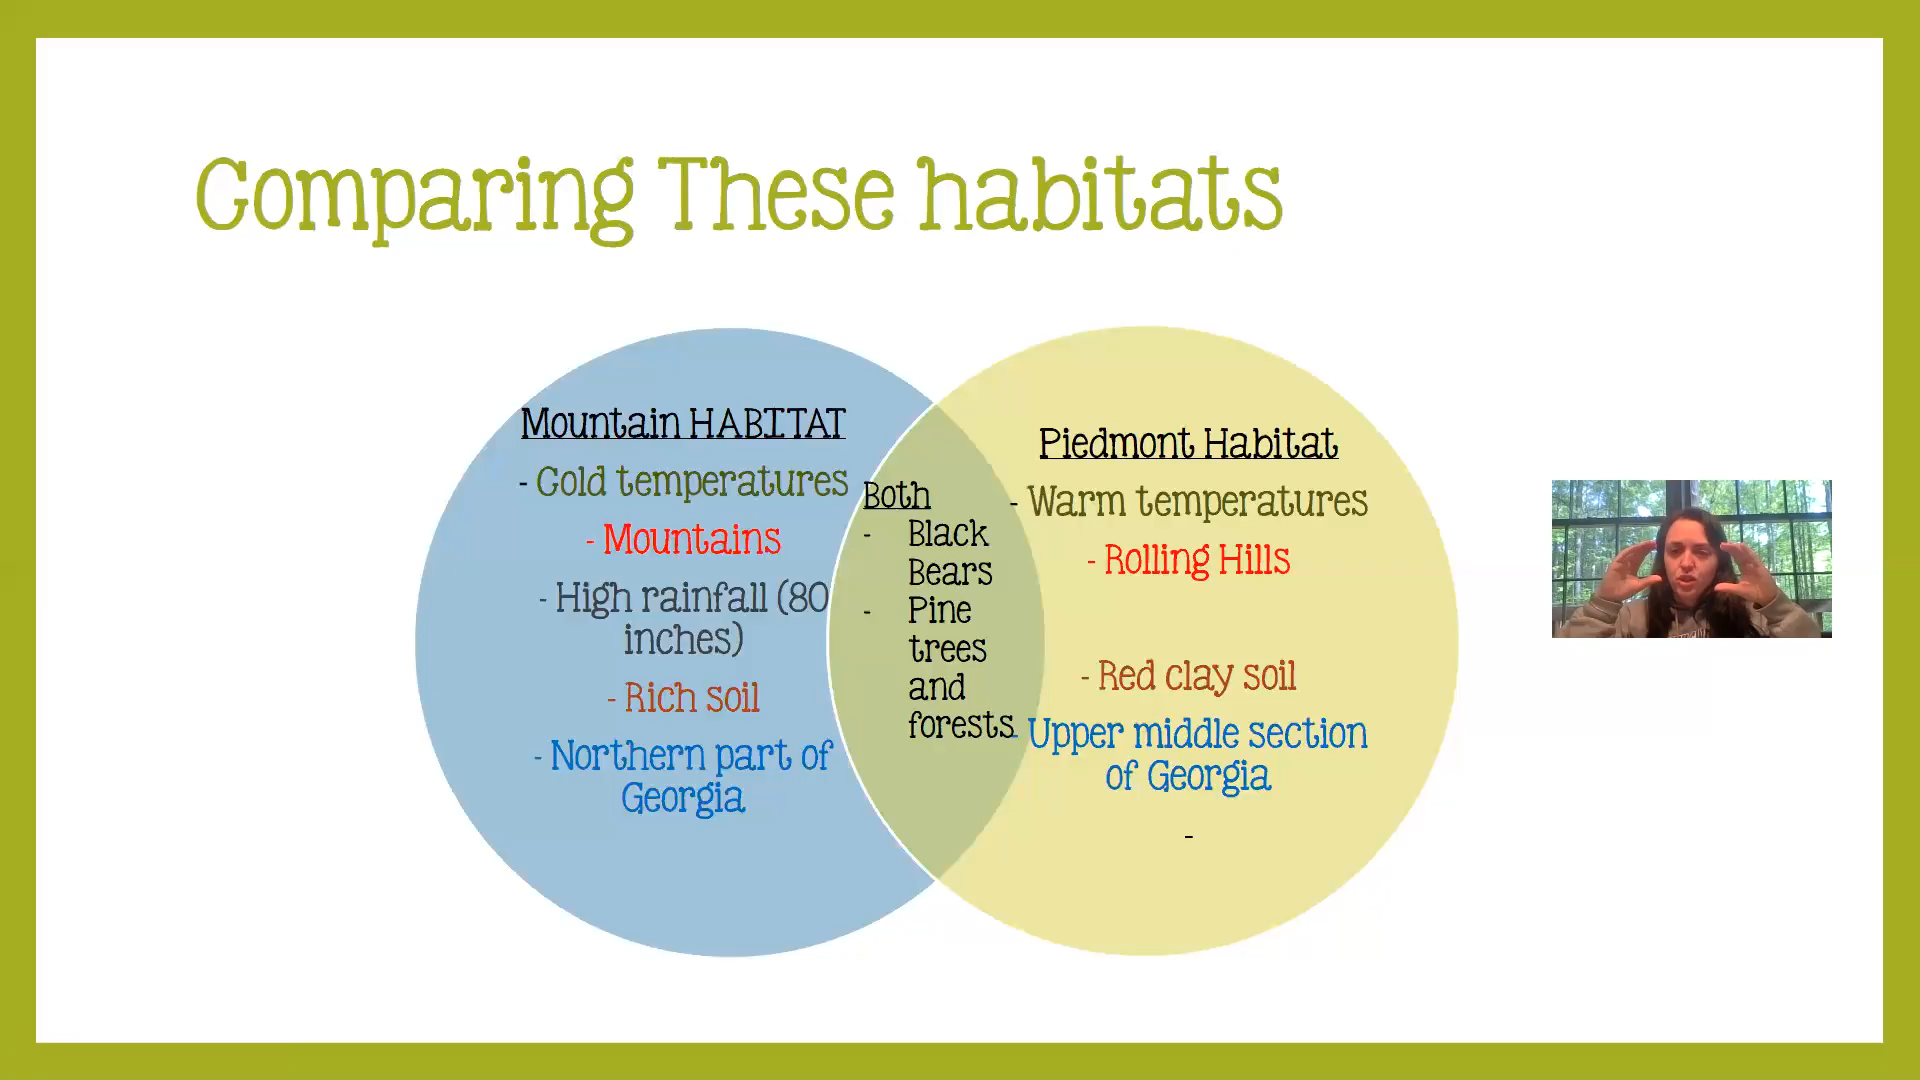 Comparing These habitats
Mountain HABITAT
- Cold temperatures
- Mountains
- High rainfall (80
inches)
- Rich soil
- Northern part of
Georgia
Both
- Black
Bears
- Pine
trees
and
forests
Piedmont Habitat
- Warm temperatures
- Rolling Hills
- Red clay soil
- Upper middle section
of Georgia
-